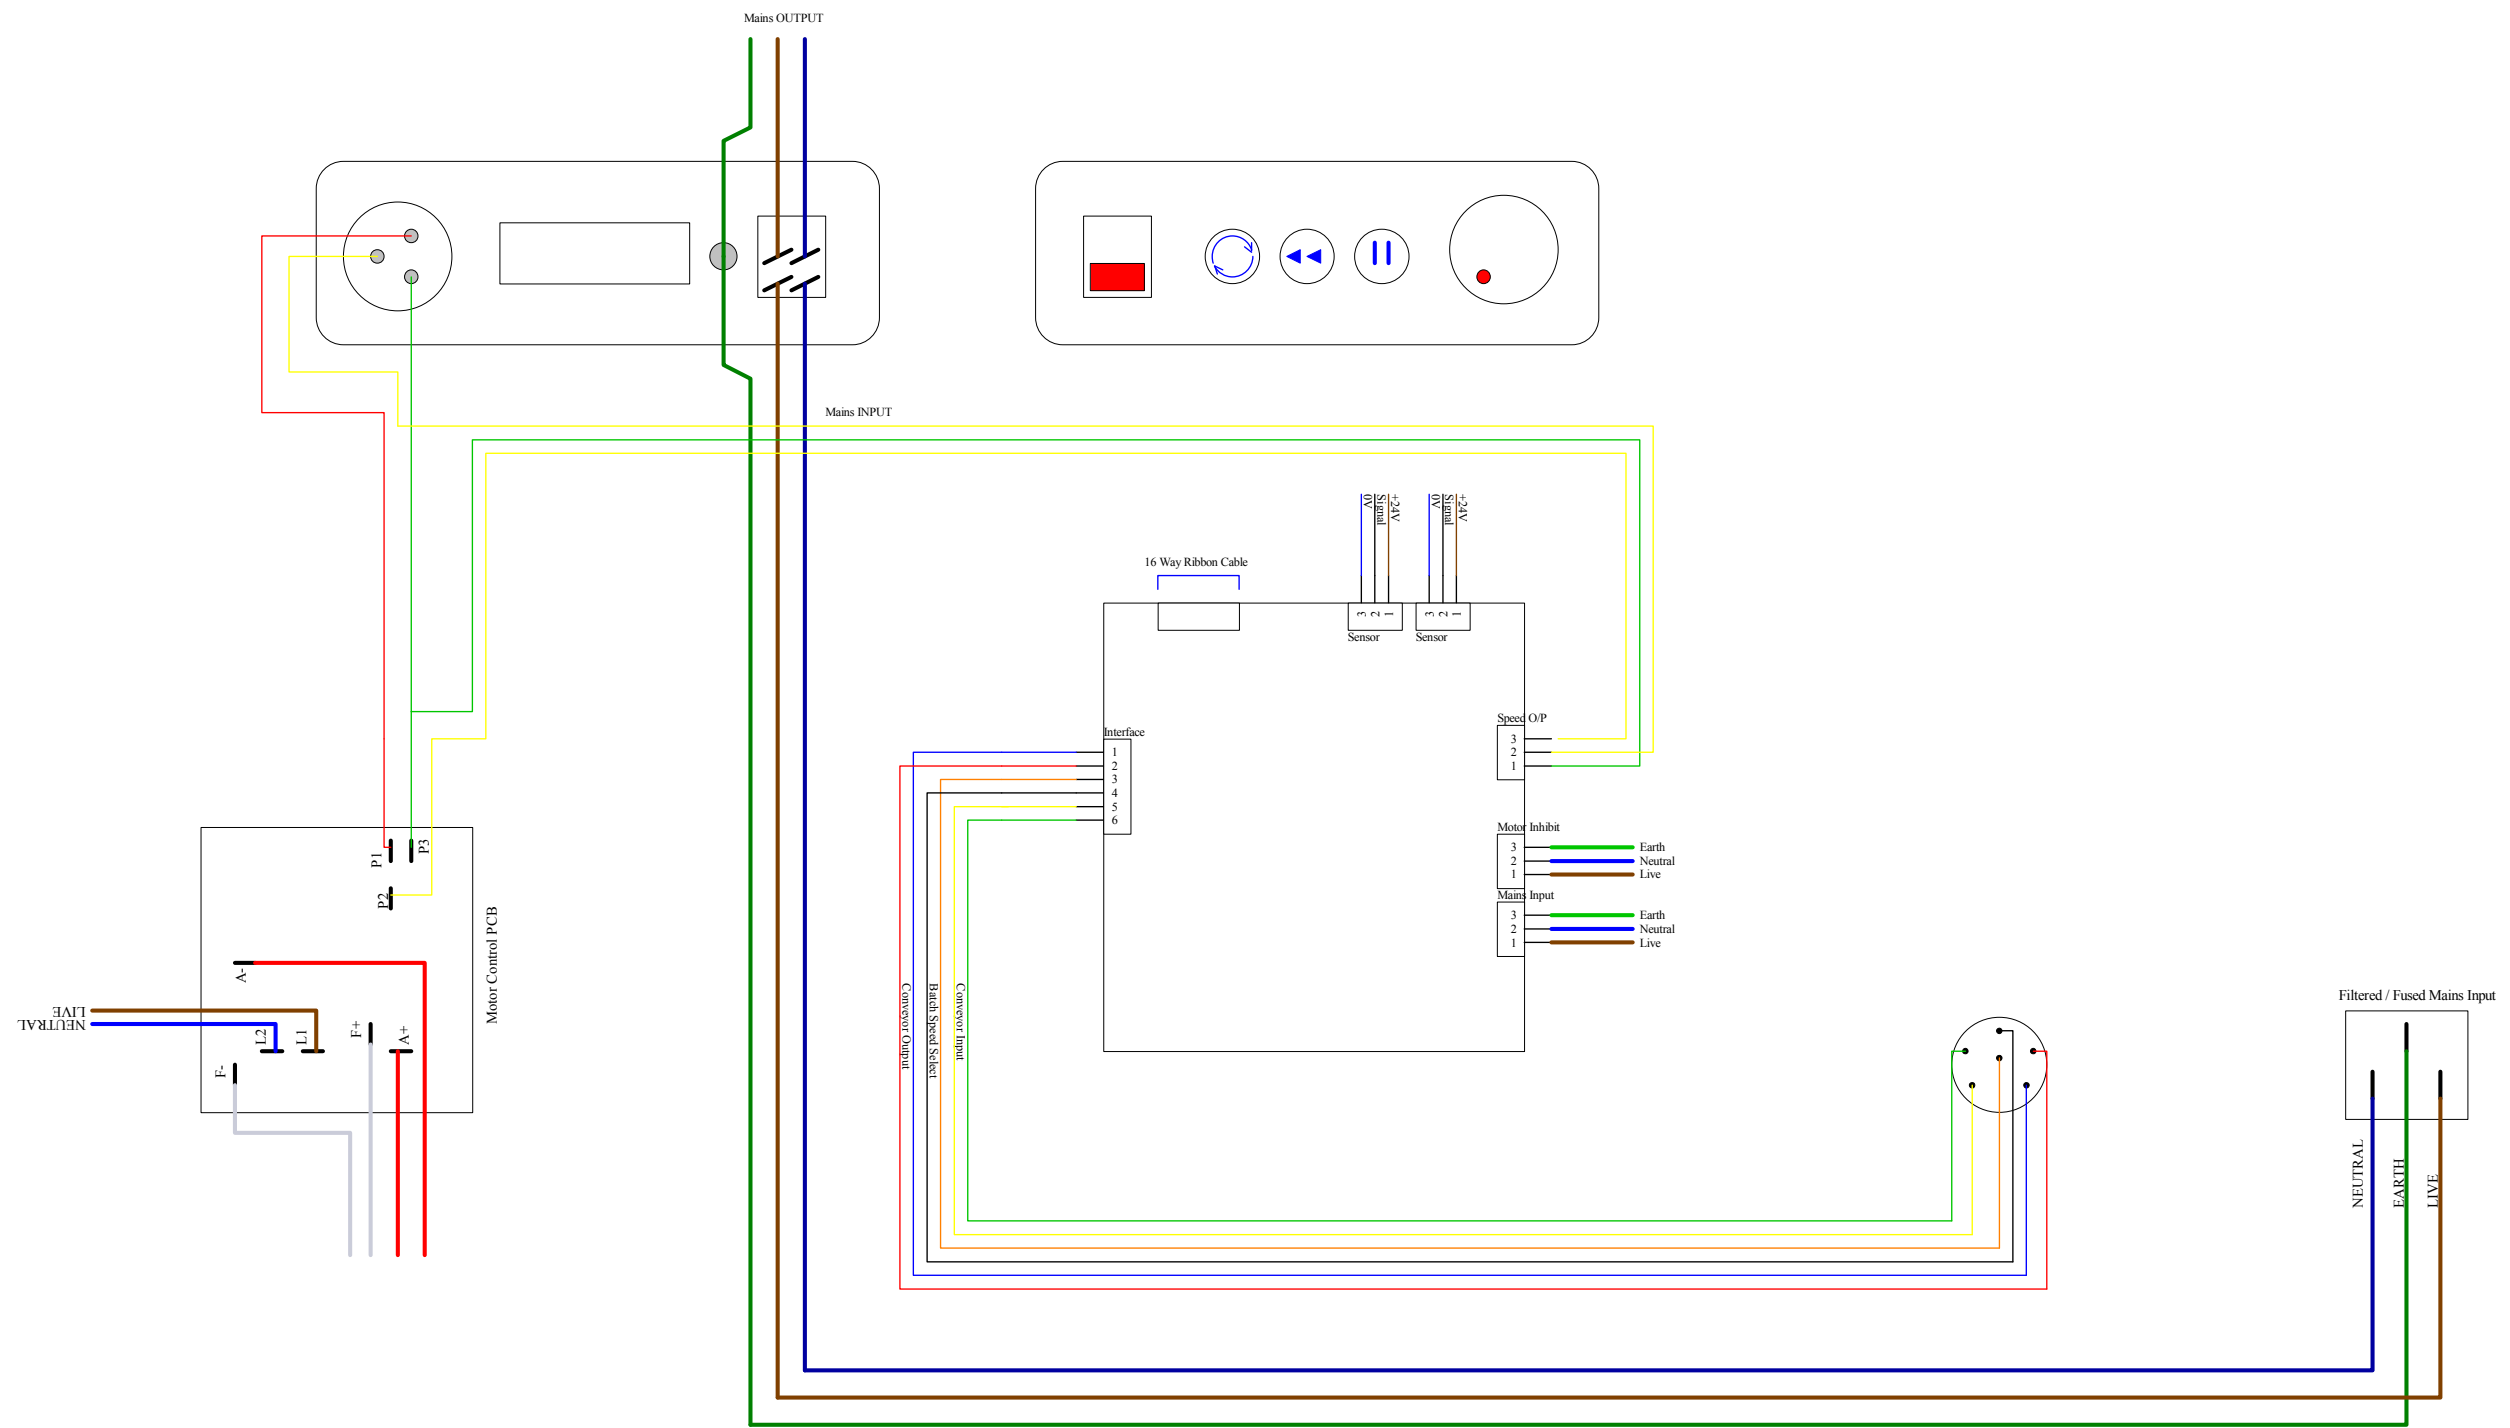 Mains OUTPUT
Mains INPUT
0V
Signal
+24V
0V
Signal
+24V
16 Way Ribbon Cable
3
2
1
3
2
1
Sensor
Sensor
Speed O/P
3
2
1
Interface
1
2
3
4
5
6
Motor Inhibit
3
Earth
2
Neutral
1
Live
Mains Input
3
Earth
2
Neutral
1
Live
P1
P3
P2
Motor Control PCB
A-
LIVE
NEUTRAL
L2
L1
F+
A+
F-
Conveyor Output
Batch Speed Select
Conveyor Input
Filtered / Fused Mains Input
NEUTRAL
EARTH
LIVE